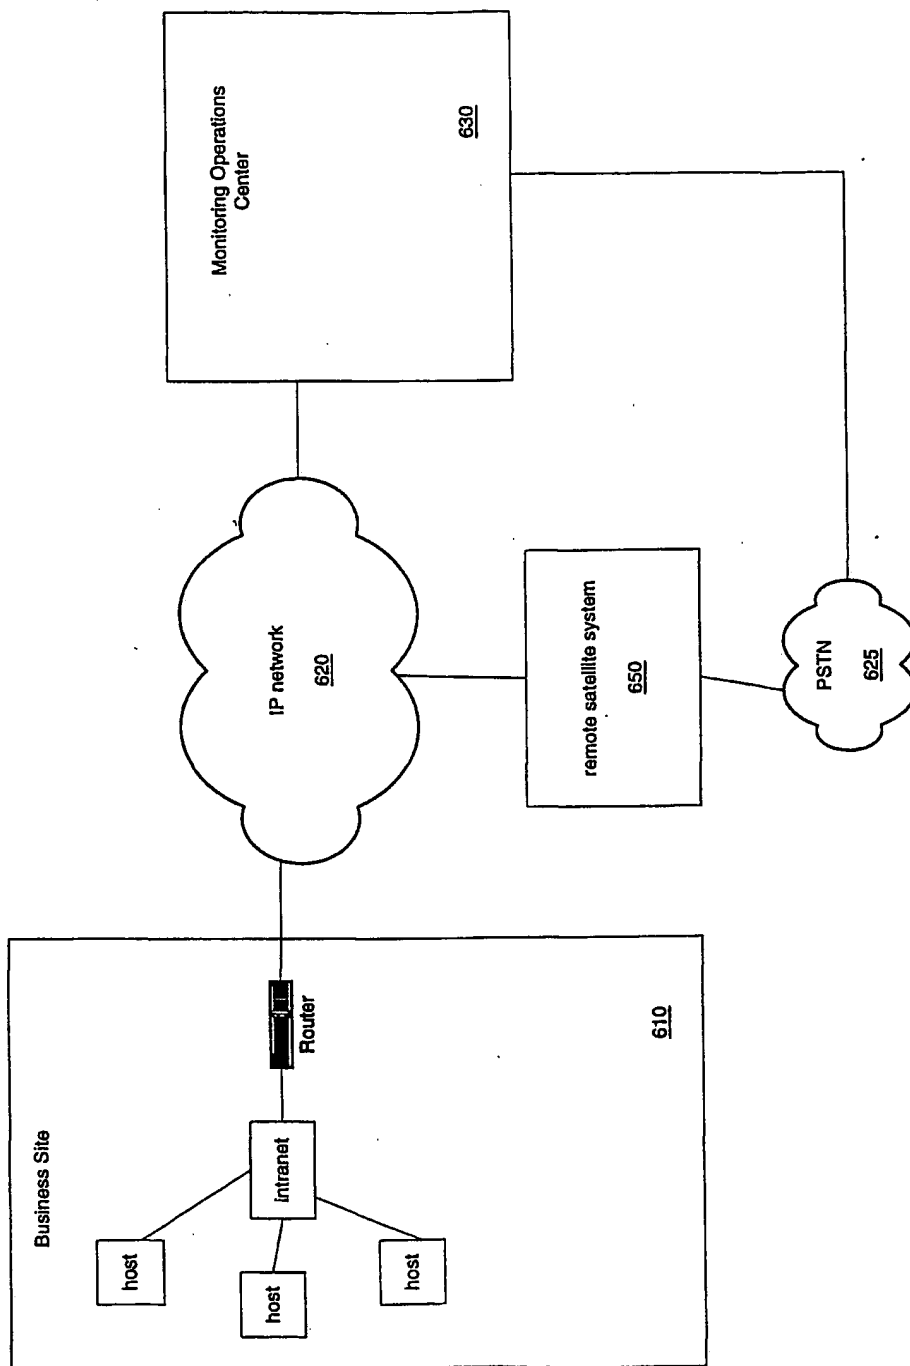 Business Site
host
host
host
intranet
Router
610
IP network
620
remote satellite system
650
PSTN
625
Monitoring Operations
Center
630